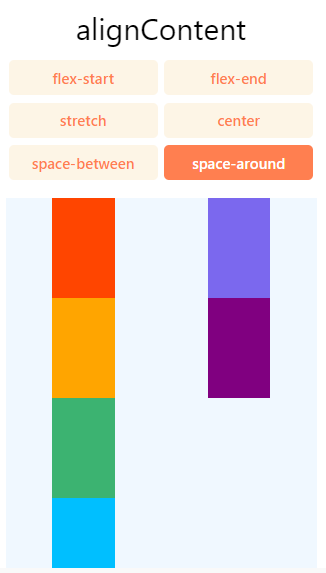 alignContent
flex-start flex-end
stretch center
space-between space-around